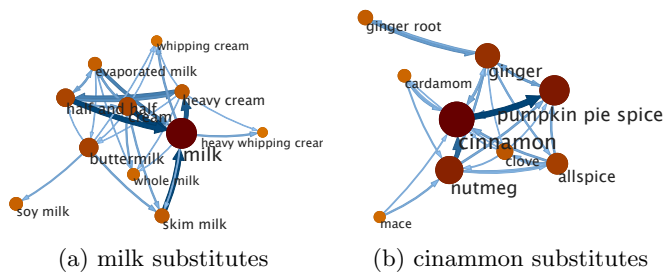 whipping cream
evaporated milk
half and half
cream
heavy cream
heavy whipping crear
milk
buttermilk
whole milk
soy milk
skim milk
(a) milk substitutes
ginger root
ginger
cardamom
pumpkin pie spice
cinnamon
clove
nutmeg
allspice
mace
(b) cinammon substitutes